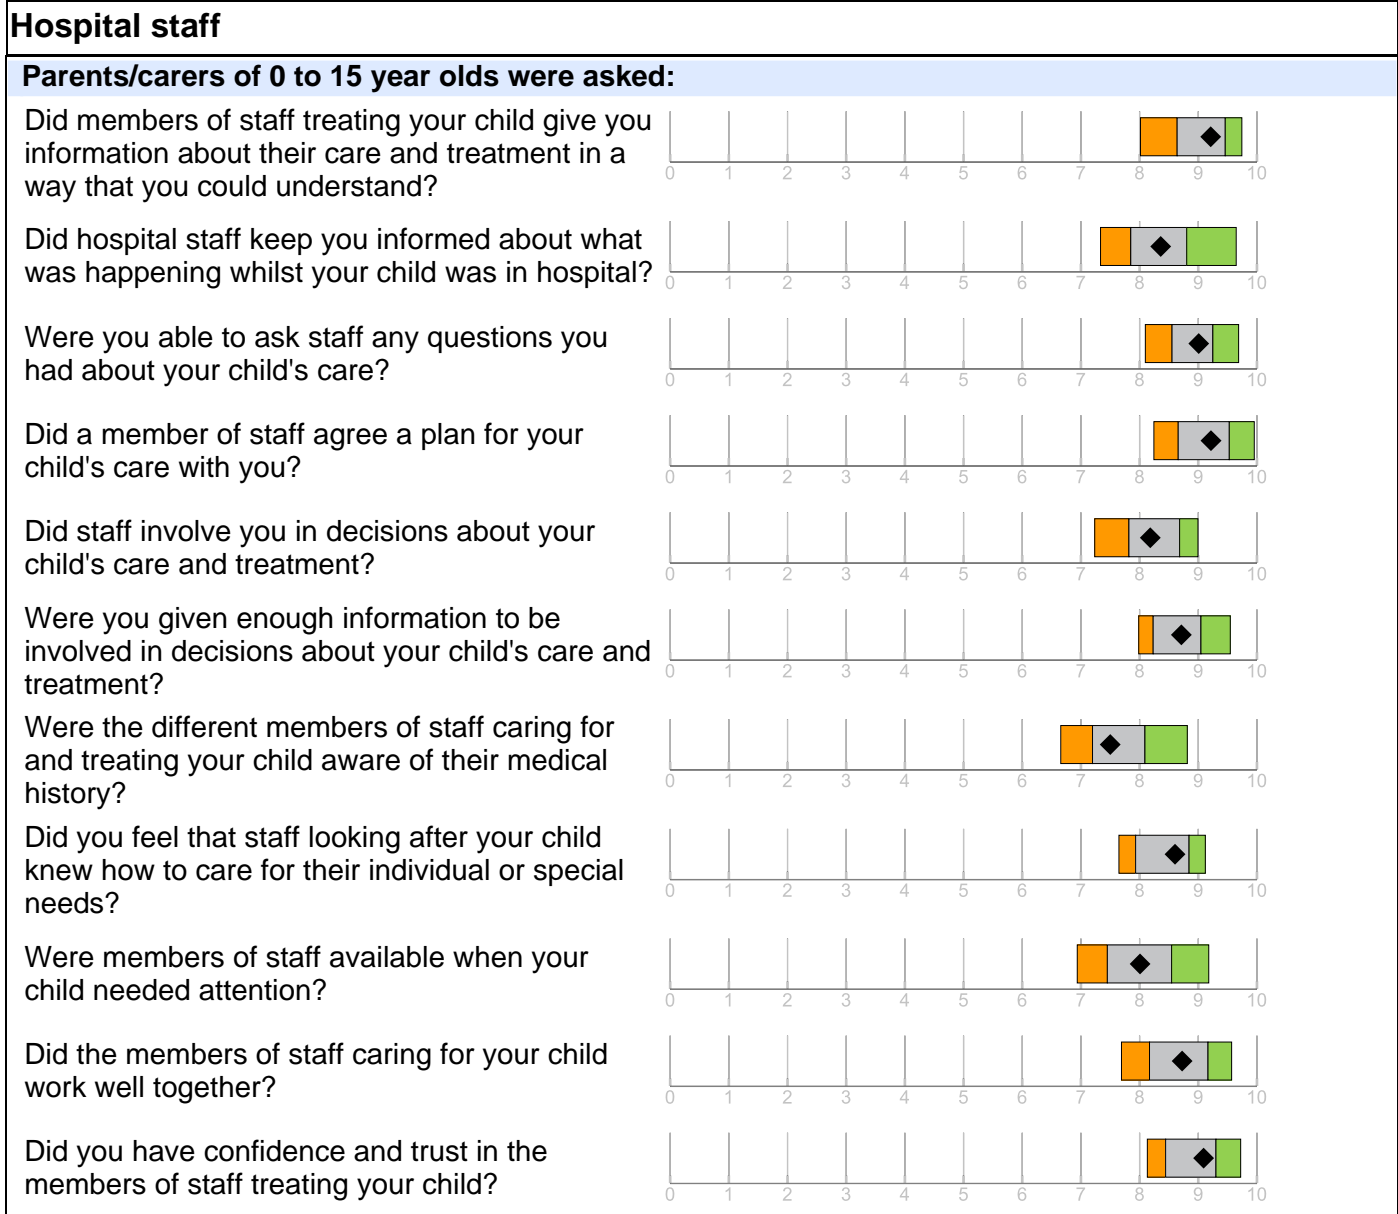 Hospital staff
Parents/carers of 0 to 15 year olds were asked:
Did members of staff treating your child give you
information about their care and treatment in a
way that you could understand?
0 1 2 3 4 5 6 7 8 9 10
Did hospital staff keep you informed about what
was happening whilst your child was in hospital?
0 1 2 3 4 5 6 7 8 9 10
Were you able to ask staff any questions you
had about your child's care?
0 1 2 3 4 5 6 7 8 9 10
Did a member of staff agree a plan for your
child's care with you?
0 1 2 3 4 5 6 7 8 9 10
Did staff involve you in decisions about your
child's care and treatment?
0 1 2 3 4 5 6 7 8 9 10
Were you given enough information to be
involved in decisions about your child's care and
treatment?
0 1 2 3 4 5 6 7 8 9 10
Were the different members of staff caring for
and treating your child aware of their medical
history?
0 1 2 3 4 5 6 7 8 9 10
Did you feel that staff looking after your child
knew how to care for their individual or special
needs?
0 1 2 3 4 5 6 7 8 9 10
Were members of staff available when your
child needed attention?
0 1 2 3 4 5 6 7 8 9 10
Did the members of staff caring for your child
work well together?
0 1 2 3 4 5 6 7 8 9 10
Did you have confidence and trust in the
members of staff treating your child?
0 1 2 3 4 5 6 7 8 9 10